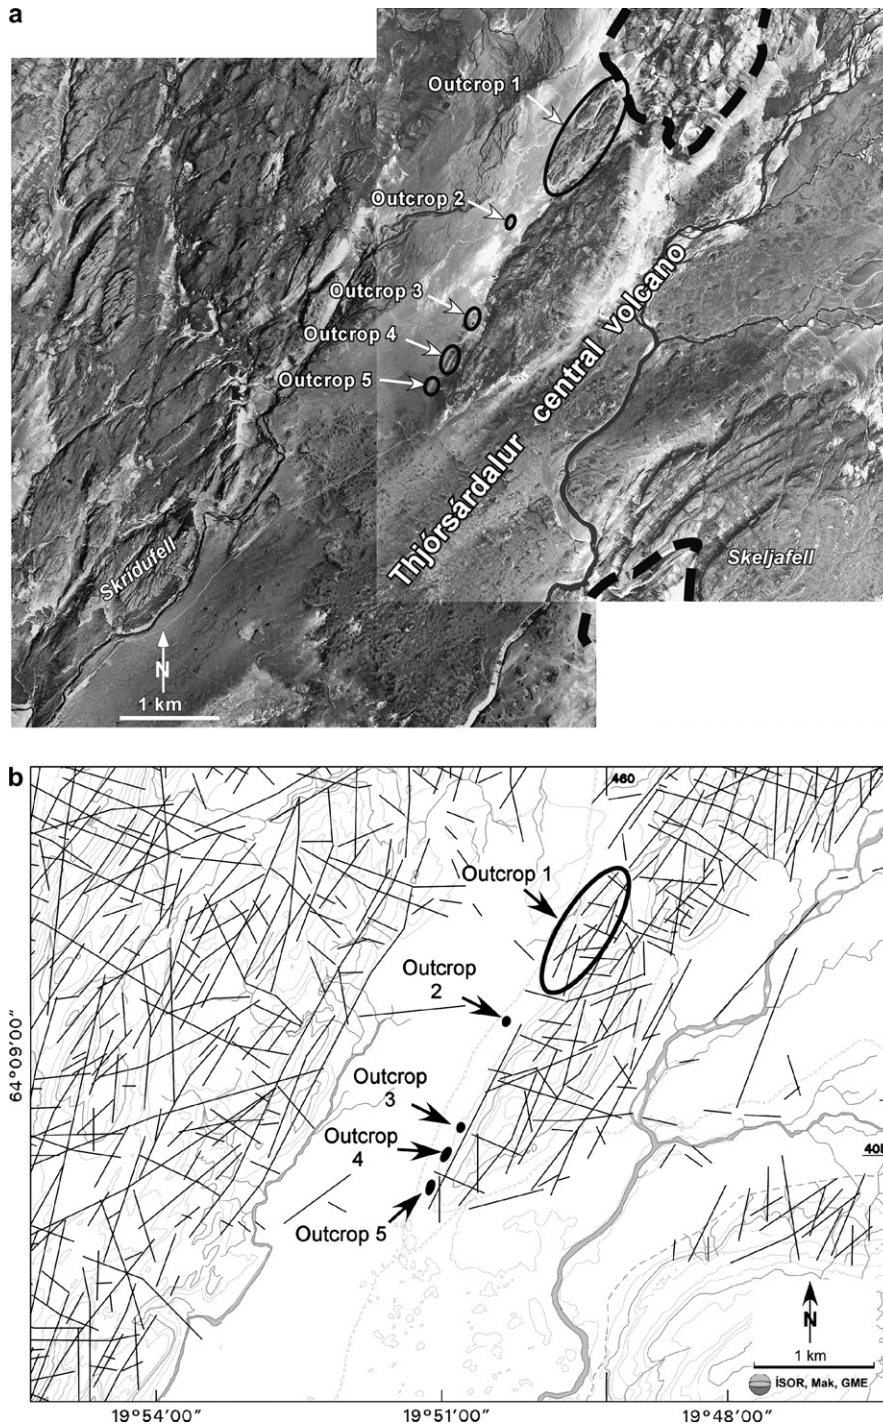 a
Outcrop 1
Outcrop 2
Outcrop 3
Outcrop 4
Outcrop 5
Thjórsárdalur central volcano
Skeljafell
Skrídufell
N
1 km
b
460
Outcrop 1
Outcrop
2
64°09'00"
Outcrop
3
Outcrop
4
Outcrop 5
N
1 km
ÍSOR, Mak, GME
19°54'00"
19°51'00"
19°48'00"